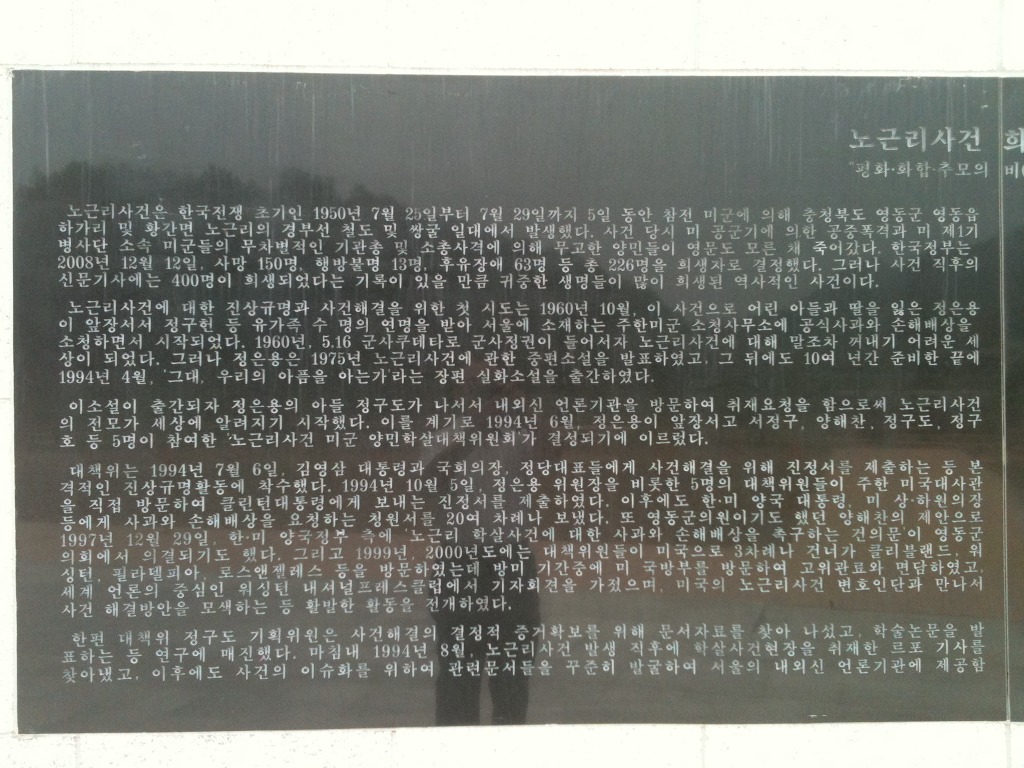 노근리사건 희
"평화·화합·추모의 비(
노근리사건은 한국전쟁 초기인 1950년 7월 25일부터 7월 29일까지 5일 동안 참전 미군에 의해 충청북도 영동군 영동읍
하가리 및 황간면 노근리의 경부선 철도 및 쌍굴 일대에서 발생했다. 사건 당시 미 공군기에 의한 공중폭격과 미 제1기
병사단 소속 미군들의 무차별적인 기관총 및 소총사격에 의해 무고한 양민들이 영문도 모른 채 죽어갔다. 한국정부는
2008년 12월 12일, 사망 150명, 행방불명 13명, 후유장애 63명 등 총 226명을 희생자로 결정했다. 그러나 사건 직후의
신문기사에는 400명이 희생되었다는 기록이 있을 만큼 귀중한 생명들이 많이 희생된 역사적인 사건이다.
노근리사건에 대한 진상규명과 사건해결을 위한 첫 시도는 1960년 10월, 이 사건으로 어린 아들과 딸을 잃은 정은용
이 앞장서서 정구헌 등 유가족 수 명의 연명을 받아 서울에 소재하는 주한미군 소청사무소에 공식사과와 손해배상을
소청하면서 시작되었다. 1960년, 5.16 군사쿠데타로 군사정권이 들어서자 노근리사건에 대해 말조차 꺼내기 어려운 세
상이 되었다. 그러나 정은용은 1975년 노근리사건에 관한 중편소설을 발표하였고, 그 뒤에도 10여 년간 준비한 끝에
1994년 4월, '그대, 우리의 아픔을 아는가'라는 장편 실화소설을 출간하였다.
이소설이 출간되자 정은용의 아들 정구도가 나서서 내외신 언론기관을 방문하여 취재요청을 함으로써 노근리사건
의 전모가 세상에 알려지기 시작했다. 이를 계기로 1994년 6월, 정은용이 앞장서고 서정구, 양해찬, 정구도, 정구
호 등 5명이 참여한 '노근리사건 미군 양민학살대책위원회'가 결성되기에 이르렀다.
대책위는 1994년 7월 6일, 김영삼 대통령과 국회의장, 정당대표들에게 사건해결을 위해 진정서를 제출하는 등 본
격적인 진상규명활동에 착수했다. 1994년 10월 5일, 정은용 위원장을 비롯한 5명의 대책위원들이 주한 미국대사관
을 직접 방문하여 클린턴대통령에게 보내는 진정서를 제출하였다. 이후에도 한·미 양국 대통령, 미 상·하원의장
등에게 사과와 손해배상을 요청하는 청원서를 20여 차례나 보냈다. 또 영동군의원이기도 했던 양해찬의 제안으로
1997년 12월 29일, 한·미 양국정부 측에 '노근리 학살사건에 대한 사과와 손해배상을 촉구하는 건의문이 영동군
의회에서 의결되기도 했다. 그리고 1999년, 2000년도에는 대책위원들이 미국으로 3차례나 건너가 클리블랜드, 워
싱턴, 필라델피아, 로스앤젤레스 등을 방문하였는데 방미 기간중에 미 국방부를 방문하여 고위관료와 면담하였고,
세계 언론의 중심인 워싱턴 내셔널프레스클럽에서 기자회견을 가졌으며, 미국의 노근리사건 변호인단과 만나서
사건 해결방안을 모색하는 등 활발한 활동을 전개하였다.
한편 대책위 정구도 기획위원은 사건해결의 결정적 증거확보를 위해 문서자료를 찾아 나섰고, 학술논문을 발
표하는 등 연구에 매진했다. 마침내 1994년 8월, 노근리사건 발생 직후에 학살사건현장을 취재한 르포 기사를
찾아냈고, 이후에도 사건의 이슈화를 위하여 관련문서들을 꾸준히 발굴하여 서울의 내외신 언론기관에 제공함